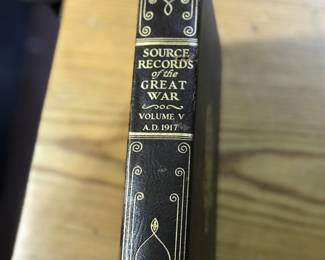 SOURCE
RECORDS
of the
GREAT
WAR
VOLUME V
A.D. 1917